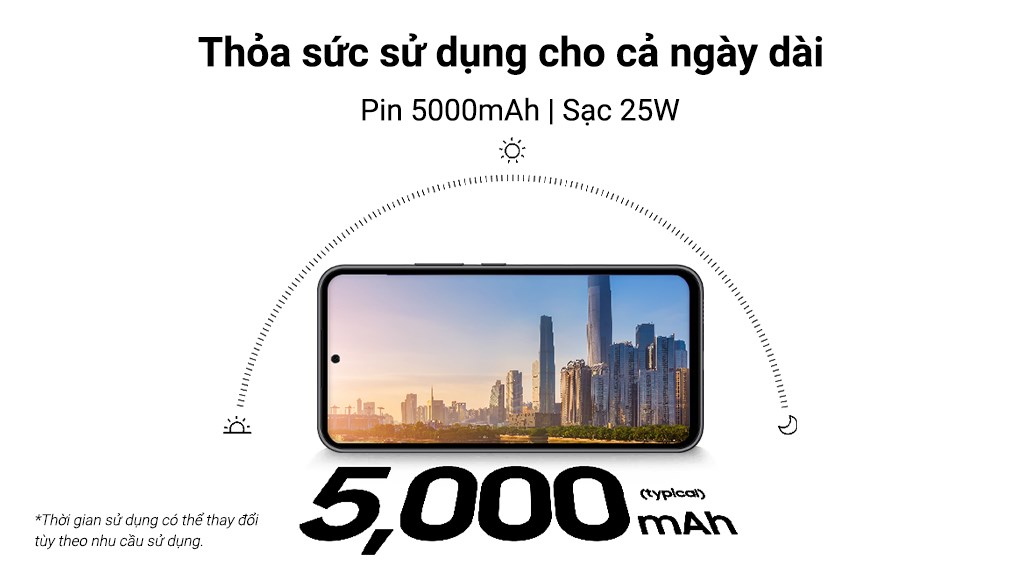 Thỏa sức sử dụng cho cả ngày dài
Pin 5000mAh | Sạc 25W
5,000 (typical) mAh
*Thời gian sử dụng có thể thay đổi
tùy theo nhu cầu sử dụng.